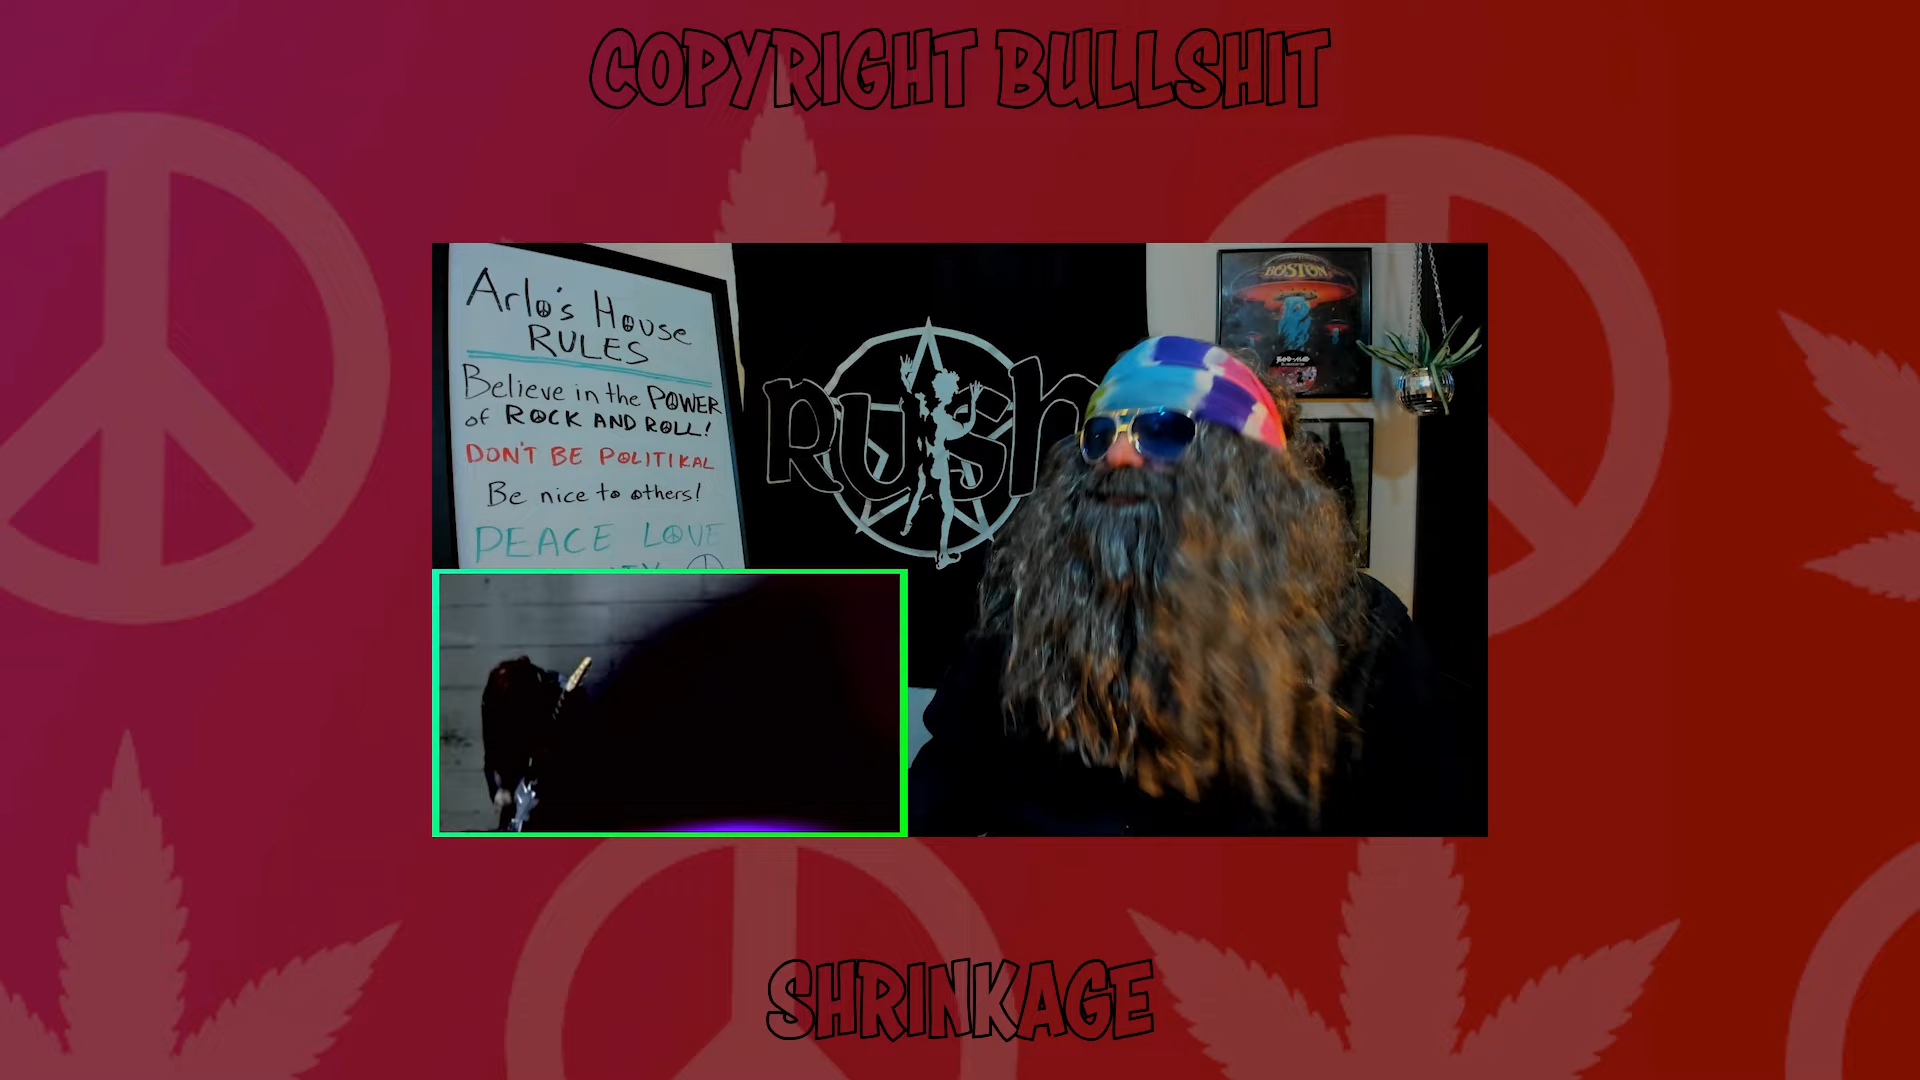 COPYRIGHT BULLSHIT
Arlo's House
RULES
Believe in the POWER
of ROCK AND ROLL!
DON'T BE POLITIKAL
Be nice to others!
PEACE LOVE
RUSH
BOSTON
SHRINKAGE